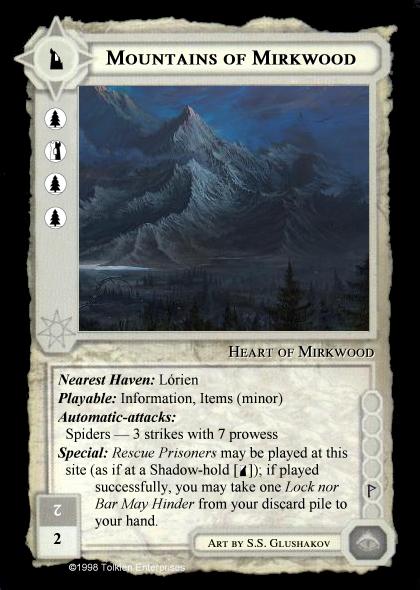 Mountains of Mirkwood
Heart of Mirkwood
Nearest Haven: Lórien
Playable: Information, Items (minor)
Automatic-attacks:
Spiders — 3 strikes with 7 prowess
Special: Rescue Prisoners may be played at this
site (as if at a Shadow-hold [ ]); if played
successfully, you may take one Lock nor
Bar May Hinder from your discard pile to
your hand.
2
2
Art by S.S. Glushakov
©1998 Tolkien Enterprises